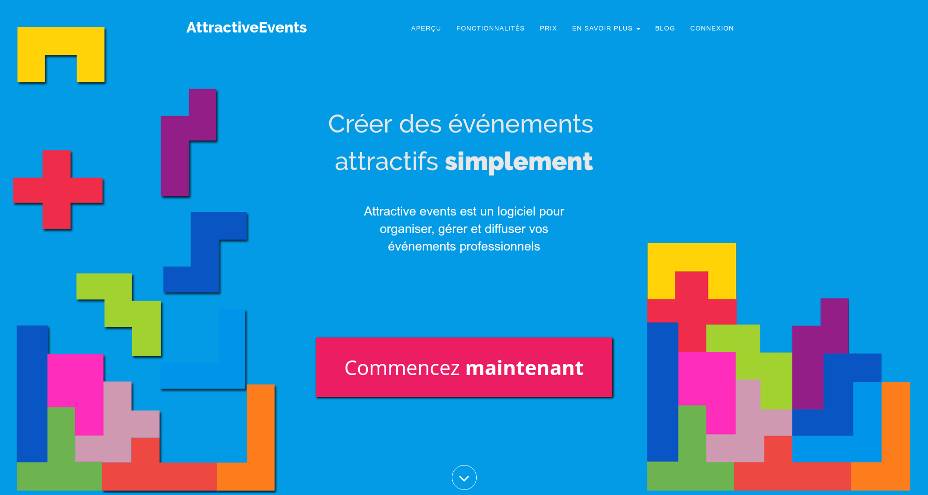 AttractiveEvents
APERÇU FONCTIONNALITÉS PRIX EN SAVOIR PLUS BLOG CONNEXION
Créer des événements
attractifs simplement
Attractive events est un logiciel pour
organiser, gérer et diffuser vos
événements professionnels
Commencez maintenant